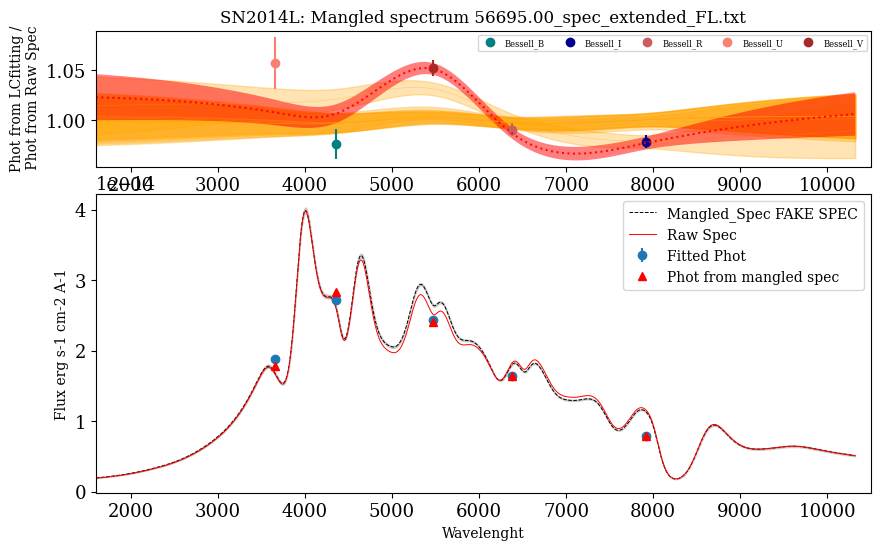 SN2014L: Mangled spectrum 56695.00_spec_extended_FL.txt
Phot from LCfitting /
Phot from Raw Spec
1.05
1.00
Bessell_B
Bessell_I
Bessell_R
Bessell_U
Bessell_V
2000 3000 4000 5000 6000 7000 8000 9000 10000
Flux erg s-1 cm-2 A-1
4
3
2
1
0
Mangled_Spec FAKE SPEC
Raw Spec
Fitted Phot
Phot from mangled spec
2000 3000 4000 5000 6000 7000 8000 9000 10000
Wavelenght